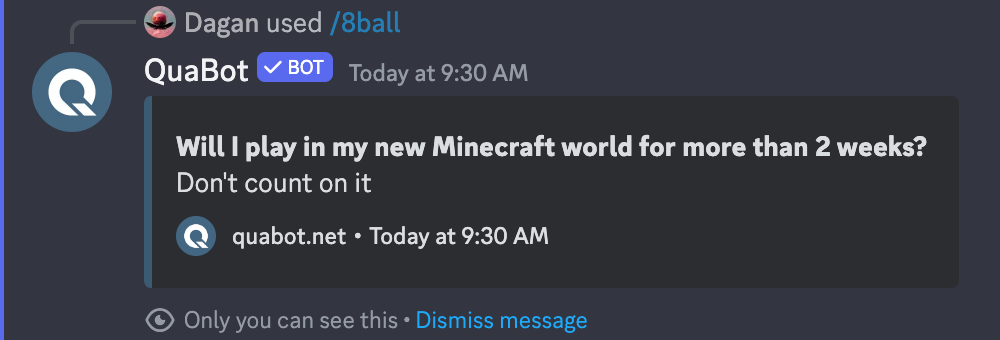 Dagan used /8ball
QuaBot ✓ BOT Today at 9:30 AM
Will I play in my new Minecraft world for more than 2 weeks?
Don't count on it
quabot.net • Today at 9:30 AM
Only you can see this • Dismiss message